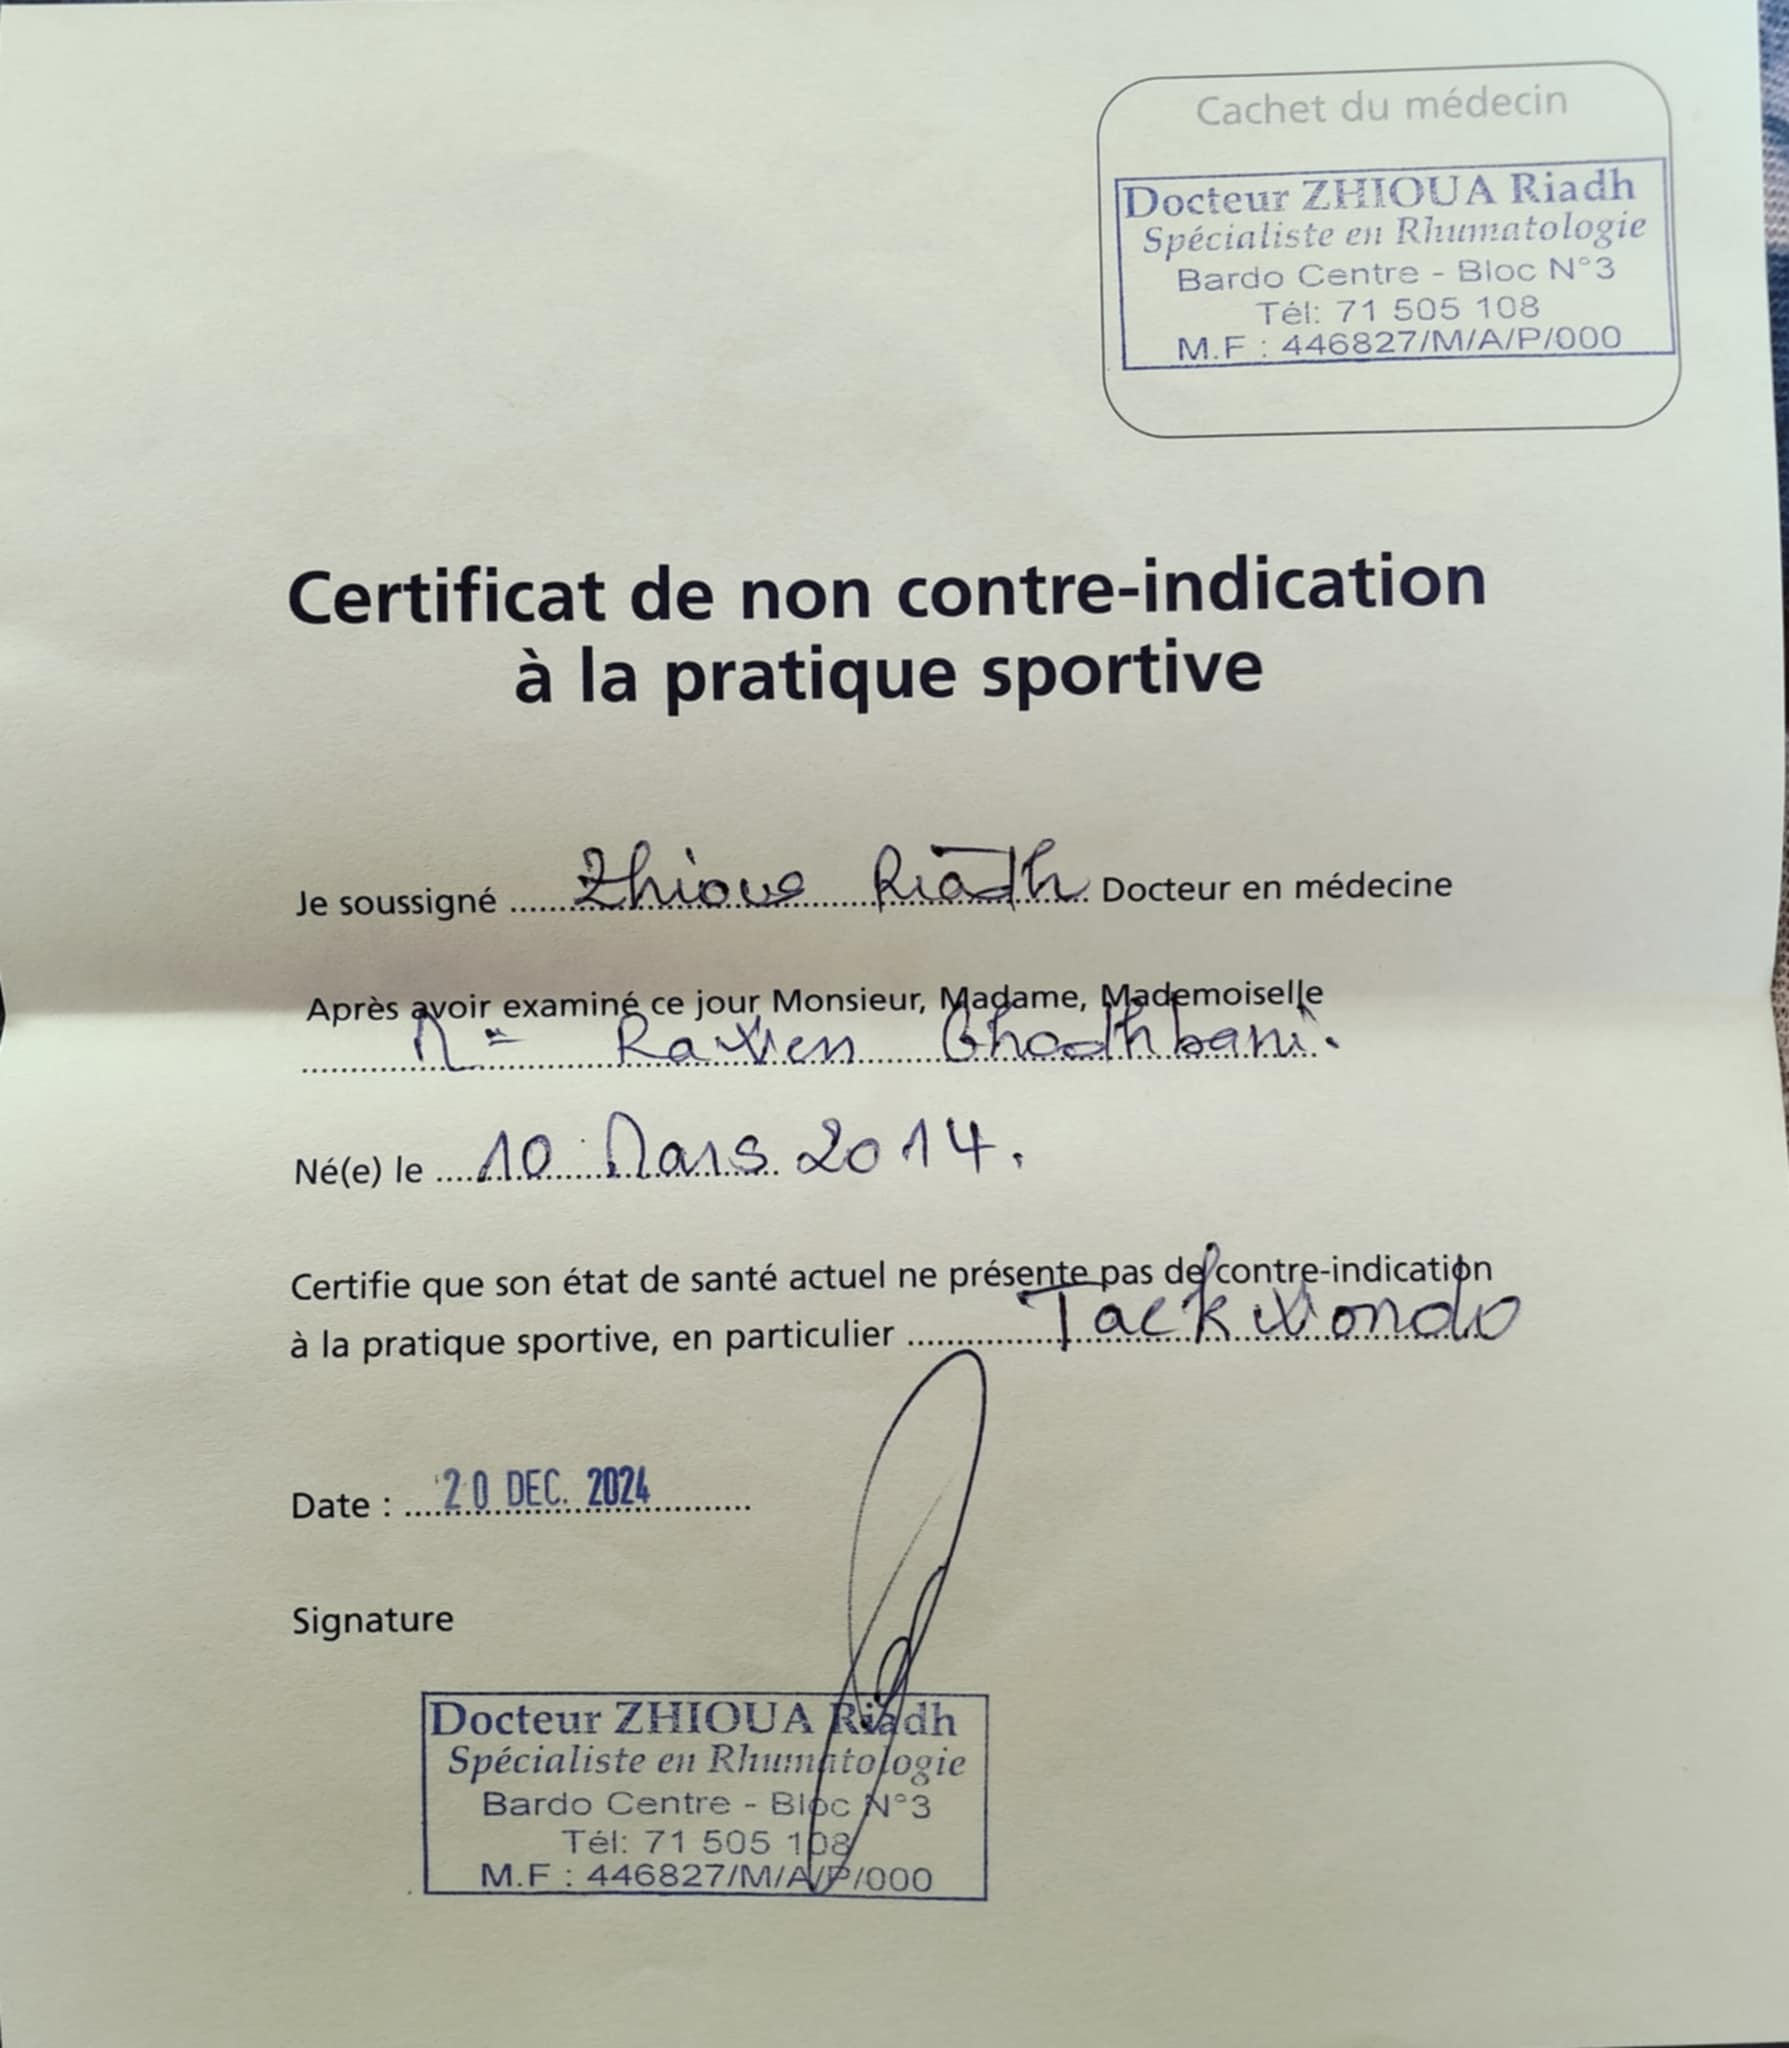 Cachet du médecin
Docteur ZHIOUA Riadh
Spécialiste en Rhumatologie
Bardo Centre - Bloc N°3
Tél: 71 505 108
M.F : 446827/M/A/P/000
Certificat de non contre-indication
à la pratique sportive
Je soussigné Zhioua Riadh Docteur en médecine
Après avoir examiné ce jour Monsieur, Madame, Mademoiselle
Ghodhbani.
Né(e) le 10 Mars 2014.
Certifie que son état de santé actuel ne présente pas de contre-indication
à la pratique sportive, en particulier Taekwondo
Date : 20 DEC. 2024
Signature
Docteur ZHIOUA Riadh
Spécialiste en Rhumatologie
Bardo Centre - Bloc N°3
Tél: 71 505 108
M.F : 446827/M/A/P/000